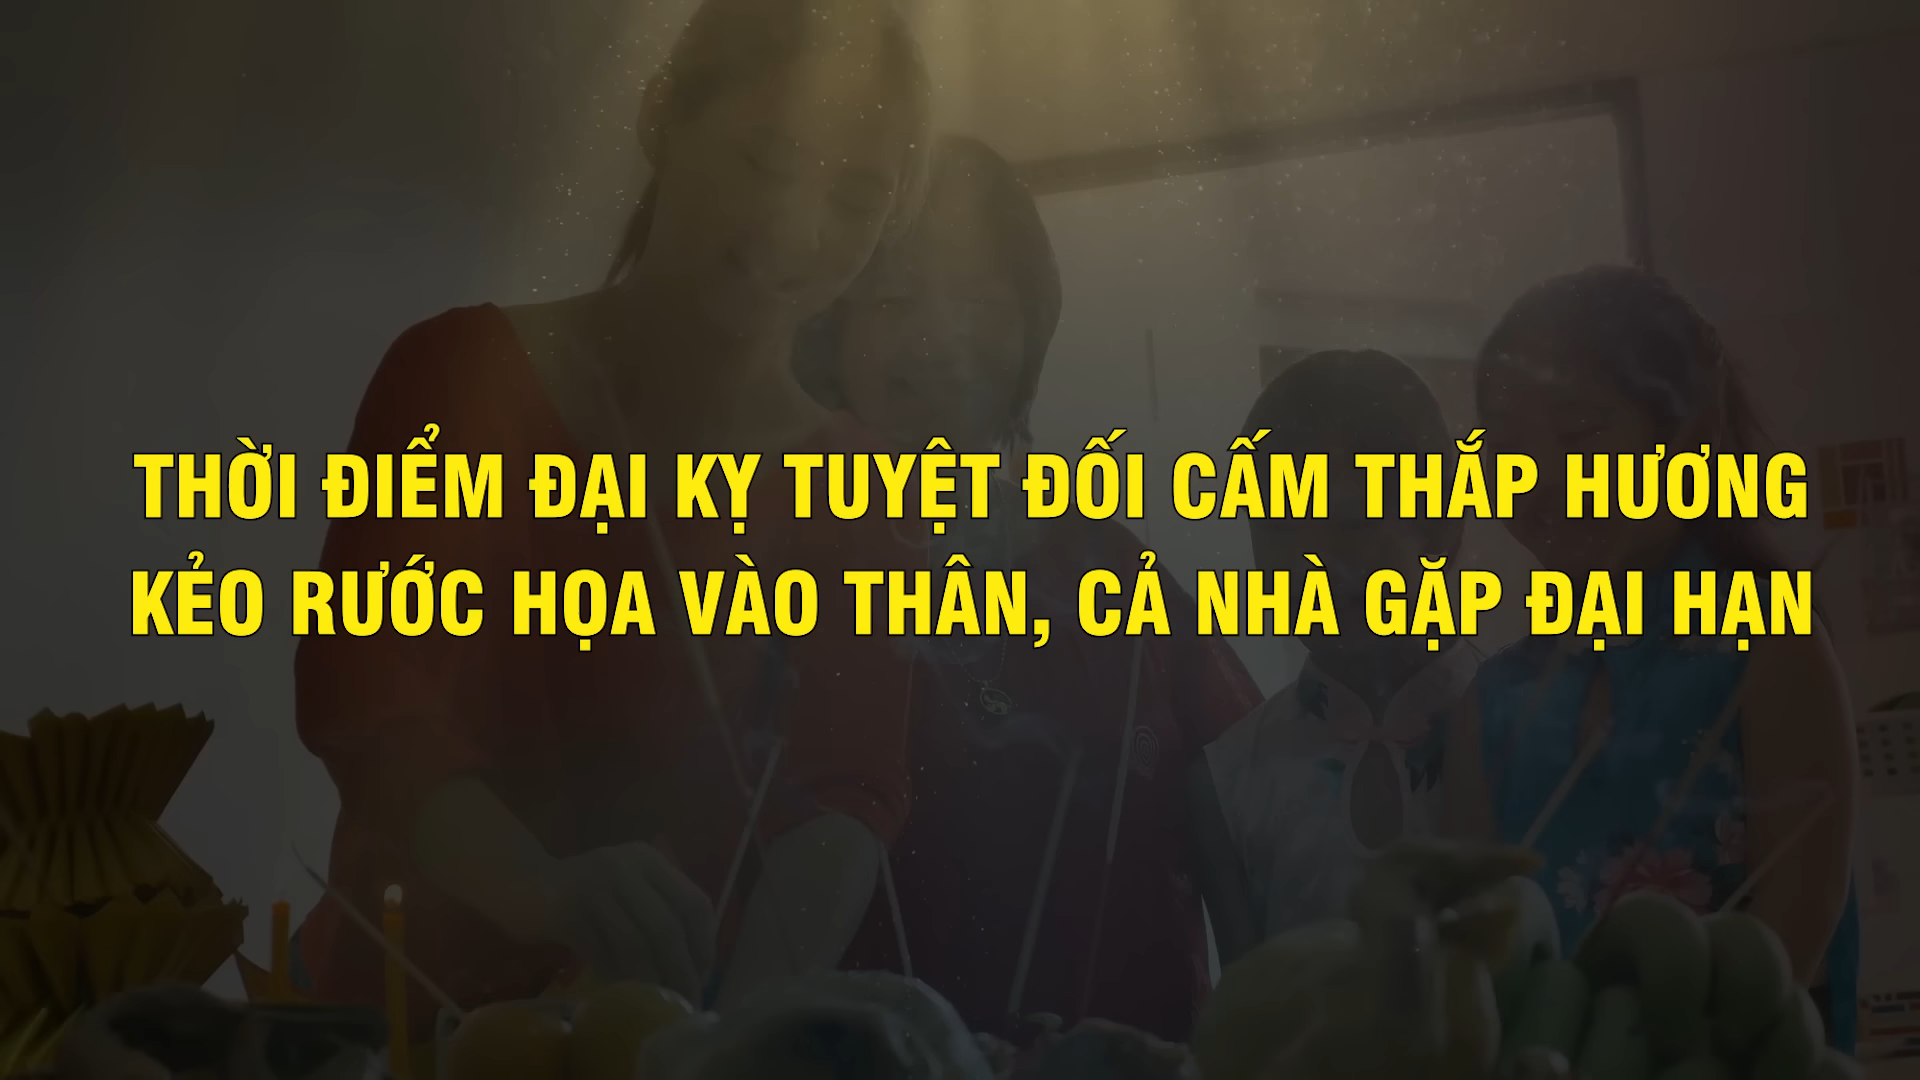 THỜI ĐIỂM ĐẠI KỴ TUYỆT ĐỐI CẤM THẮP HƯƠNG
KẺO RƯỚC HỌA VÀO THÂN, CẢ NHÀ GẶP ĐẠI HẠN